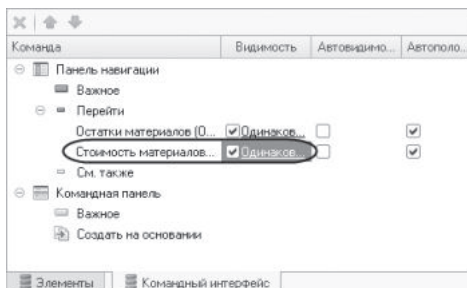 Команда Видимость Автовидимо... Автополо...
Панель навигации
Важное
Перейти
Остатки материалов (О... Одинаков...
Стоимость материалов... Одинаков...
См. также
Командная панель
Важное
Создать на основании
Элементы Командный интерфейс